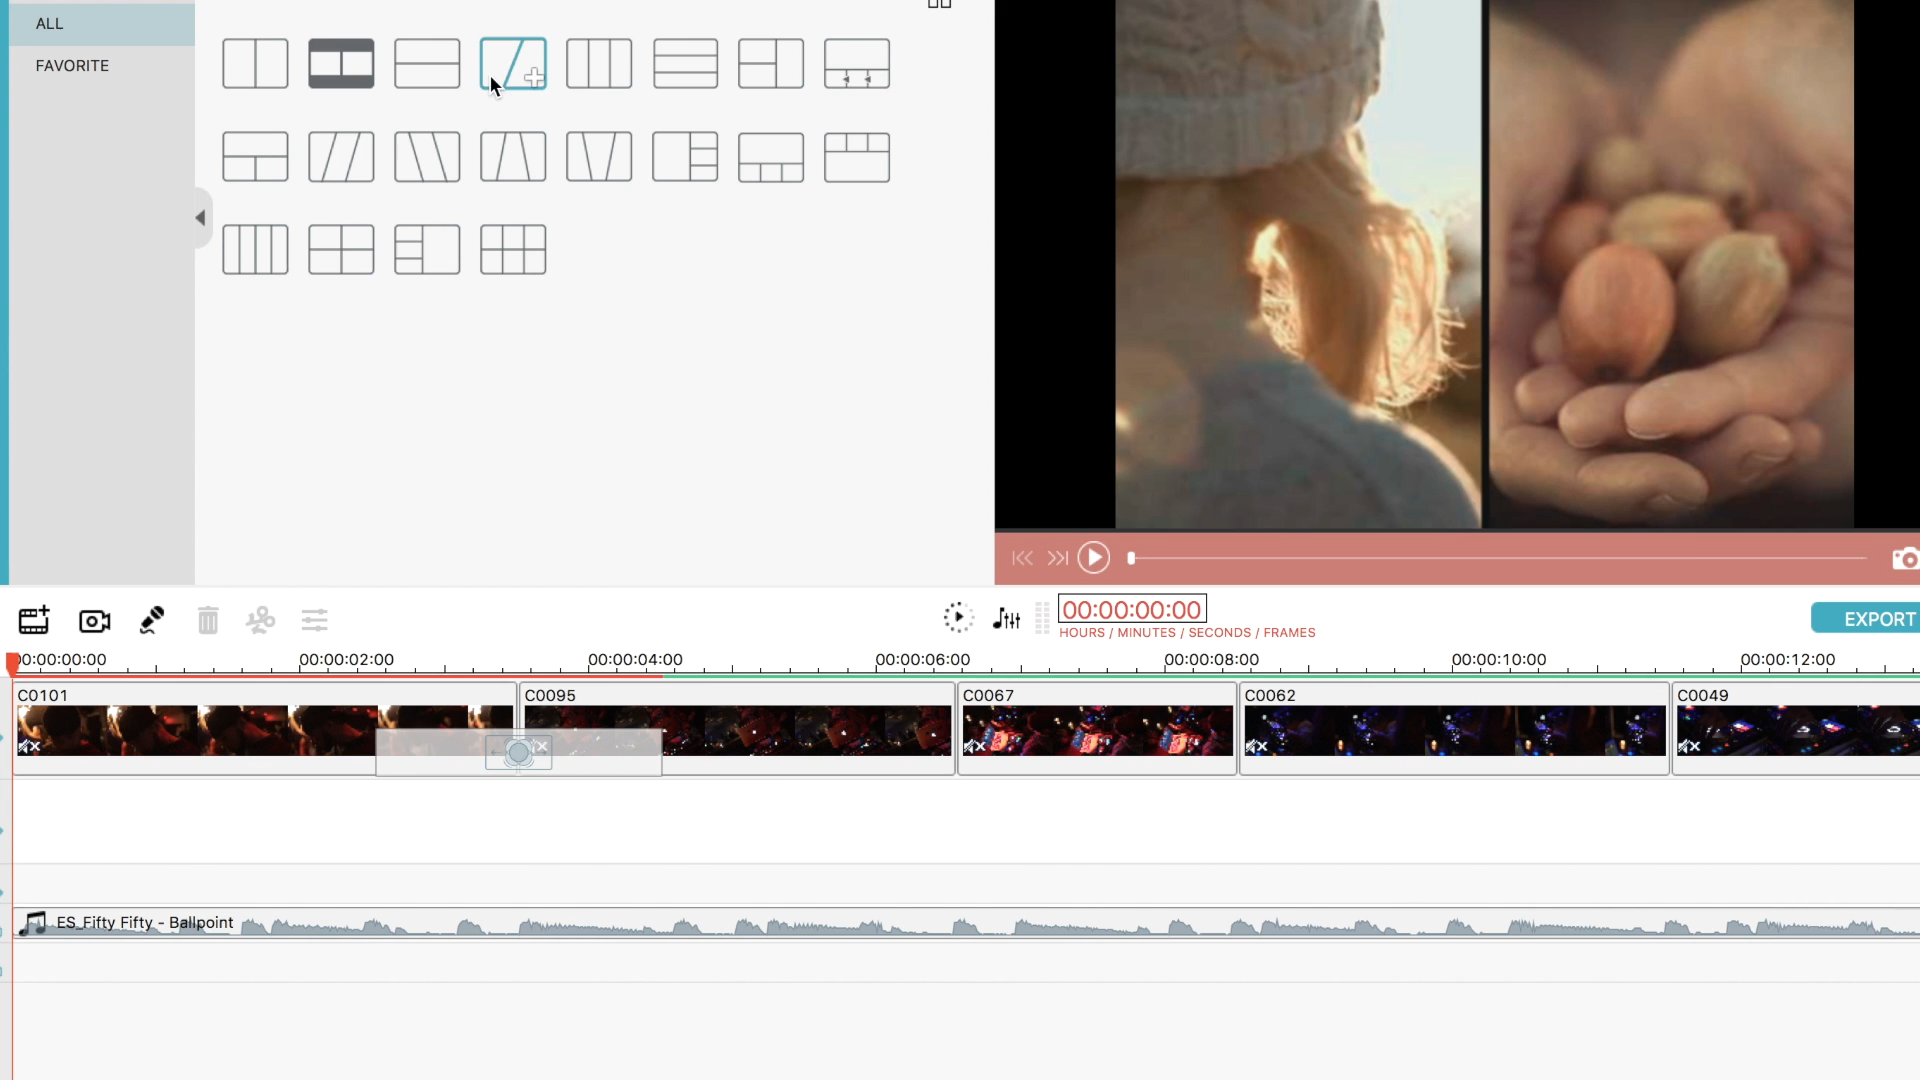 ALL
FAVORITE
00:00:00:00
HOURS / MINUTES / SECONDS / FRAMES
EXPORT
00:00:00:00 00:00:02:00 00:00:04:00 00:00:06:00 00:00:08:00 00:00:10:00 00:00:12:00
C0101 C0095 C0067 C0062 C0049
ES_Fifty Fifty - Ballpoint